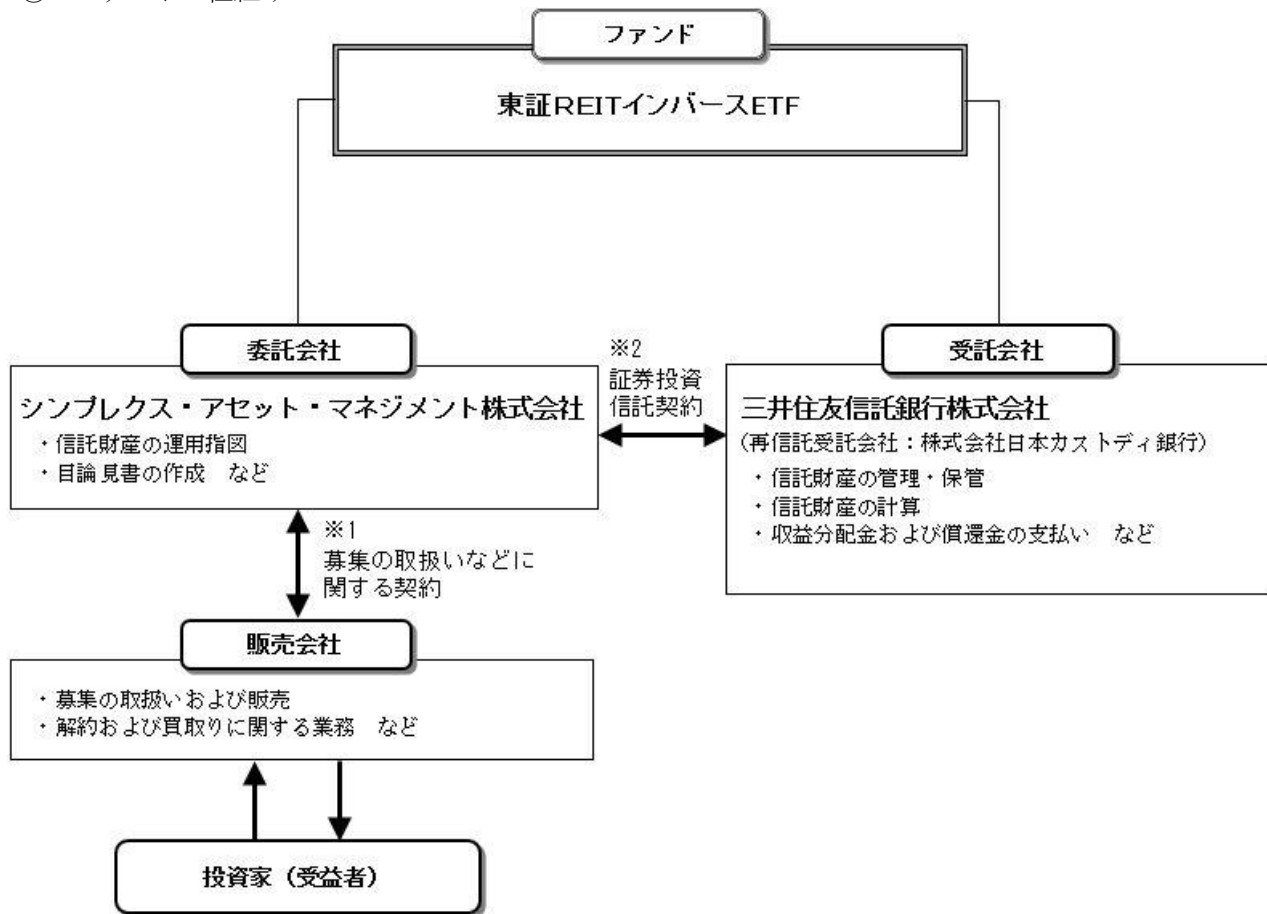 ファンド
東証REITインバースETF
委託会社
シンプレクス・アセット・マネジメント株式会社
・信託財産の運用指図
・目論見書の作成　など
※2
証券投資
信託契約
受託会社
三井住友信託銀行株式会社
(再信託受託会社：株式会社日本カストディ銀行)
・信託財産の管理・保管
・信託財産の計算
・収益分配金および償還金の支払い　など
※1
募集の取扱いなどに
関する契約
販売会社
・募集の取扱いおよび販売
・解約および買取りに関する業務　など
投資家（受益者）